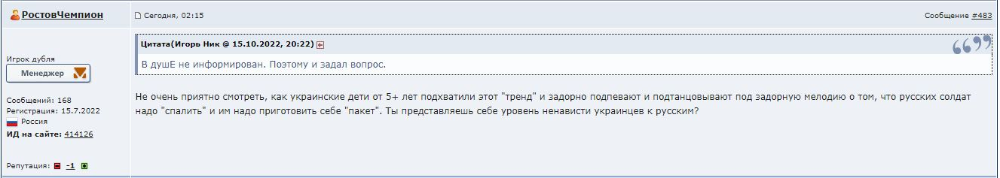 РостовЧемпион
Сегодня, 02:15
Сообщение #483
Игрок дубля
Менеджер
Сообщений: 168
Регистрация: 15.7.2022
Россия
ИД на сайте: 414126
Репутация: -1
Цитата(Игорь Ник @ 15.10.2022, 20:22)
В душЕ не информирован. Поэтому и задал вопрос.
Не очень приятно смотреть, как украинские дети от 5+ лет подхватили этот "тренд" и задорно подпевают и подтанцовывают под задорную мелодию о том, что русских солдат
надо "спалить" и им надо приготовить себе "пакет". Ты представляешь себе уровень ненависти украинцев к русским?